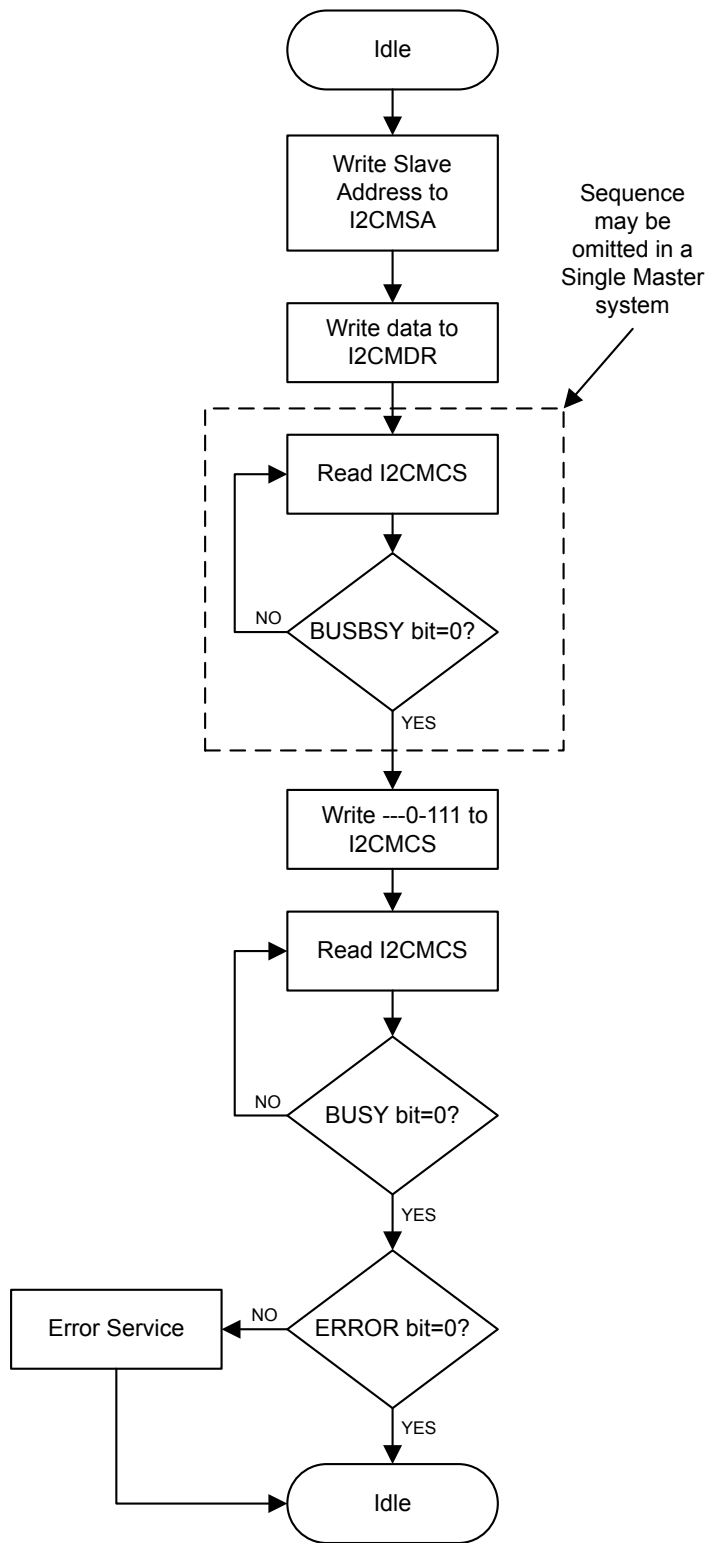 Idle
Write Slave
Address to
I2CMSA
Sequence
may be
omitted in a
Single Master
system
Write data to
I2CMDR
Read I2CMCS
NO
BUSBSY bit=0?
YES
Write ---0-111 to
I2CMCS
Read I2CMCS
NO
BUSY bit=0?
YES
Error Service
NO
ERROR bit=0?
YES
Idle